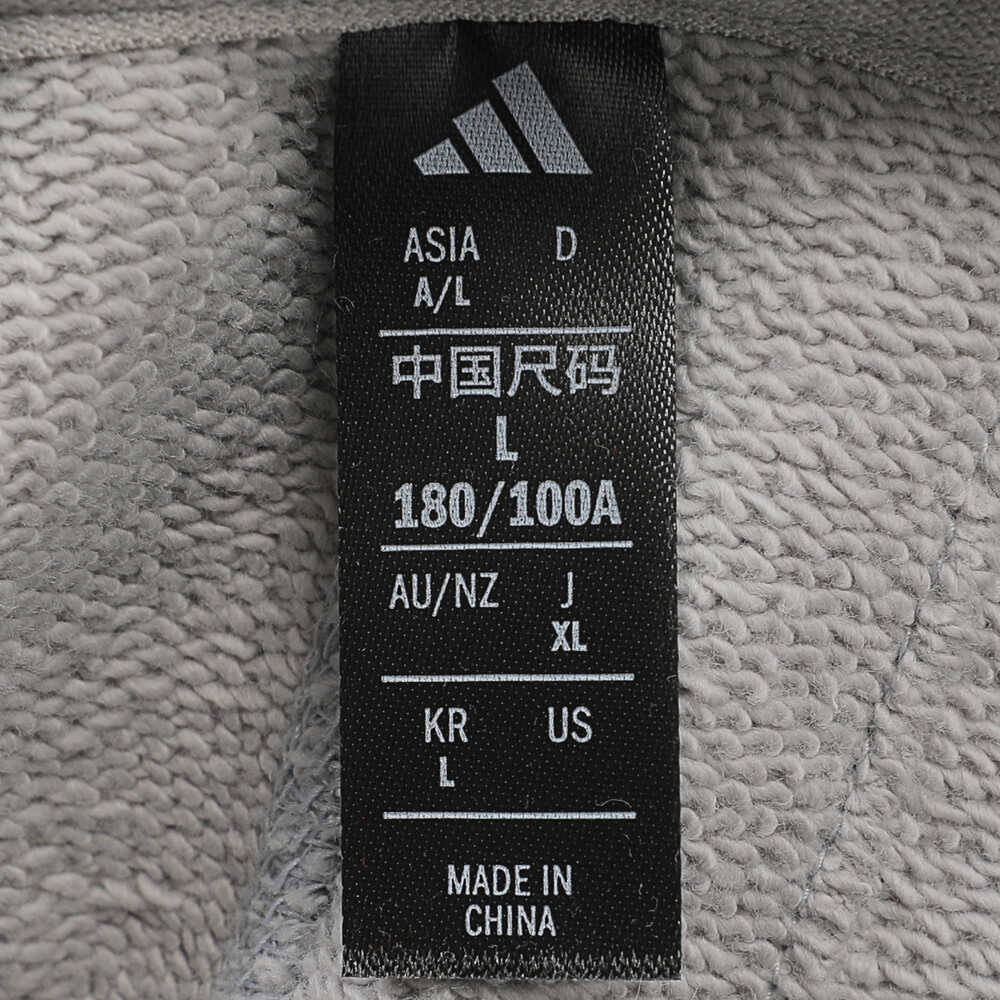 ASIA D
A/L
中国尺码
L
180/100A
AU/NZ J
XL
KR US
L
MADE IN
CHINA